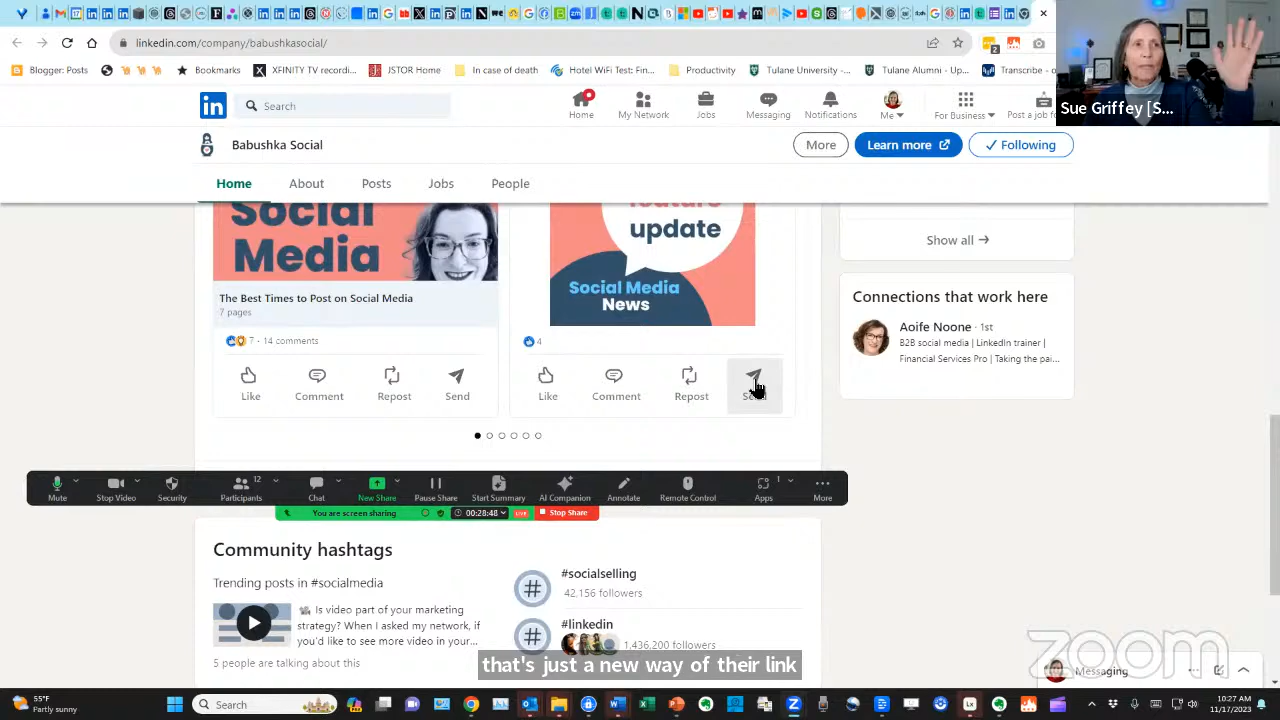 linkedin.com/company/babushkasocial/
Blogger: Posts
Bookmarks
XFINITY TV recordi...
JSTOR Home
In case of death
Hotel WiFi Test: Fin...
Productivity
Tulane University -...
Tulane Alumni - Up...
Transcribe - o
Sue Griffey [S...
Search
Home
My Network
Jobs
Messaging
Notifications
Me
For Business
Post a job fo
Babushka Social
More
Learn more
Following
Home
About
Posts
Jobs
People
Social
Media
The Best Times to Post on Social Media
7 pages
7 · 14 comments
Like
Comment
Repost
Send
feature
update
Social Media
News
4
Like
Comment
Repost
Show all
Connections that work here
Aoife Noone · 1st
B2B social media | LinkedIn trainer |
Financial Services Pro | Taking the pai...
Mute
Stop Video
Security
12
Participants
Chat
New Share
Pause Share
Start Summary
AI Companion
Annotate
Remote Control
1
Apps
More
You are screen sharing
00:28:48
LIVE
Stop Share
Community hashtags
Trending posts in #socialmedia
Is video part of your marketing
strategy? When I asked my network, if
you'd like to see more video in your...
5 people are talking about this
#socialselling
42,156 followers
#linkedin
1,436,200 followers
that's just a new way of their link
zoom
Messaging
55°F
Partly sunny
Search
10:27 AM
11/17/2023